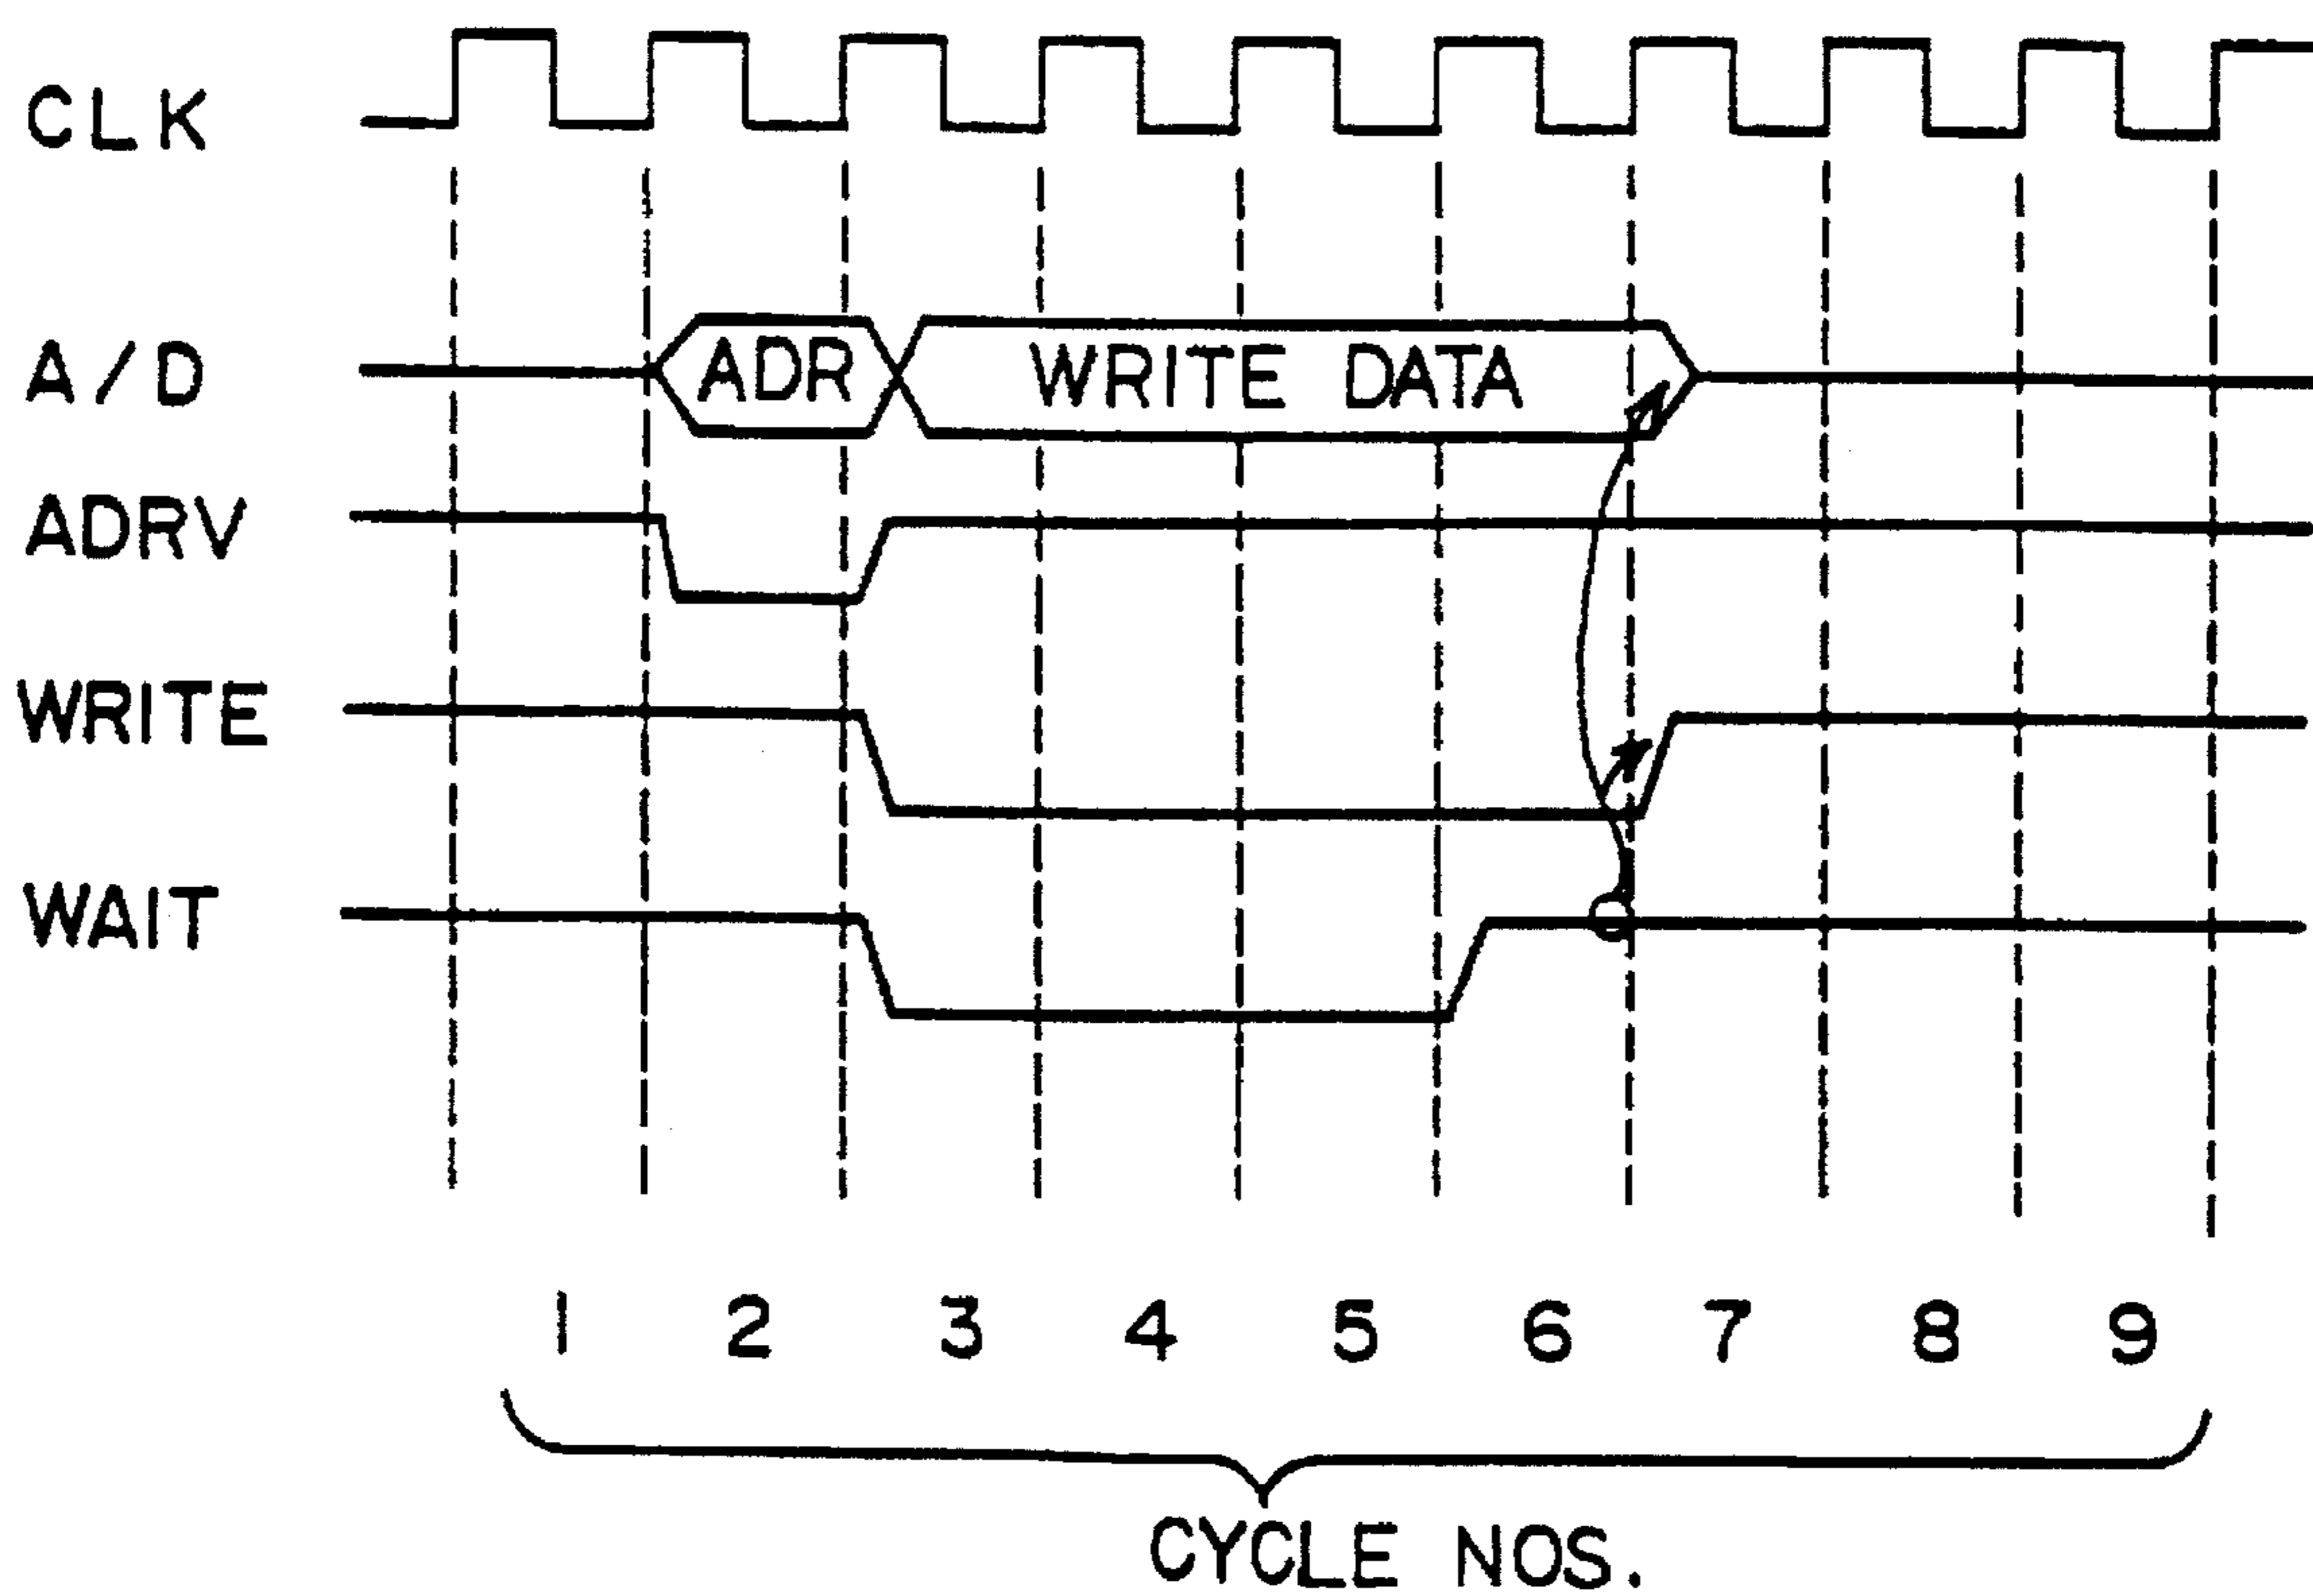 CLK
A/D ADR WRITE DATA
ADRV
WRITE
WAIT
1 2 3 4 5 6 7 8 9
CYCLE NOS.